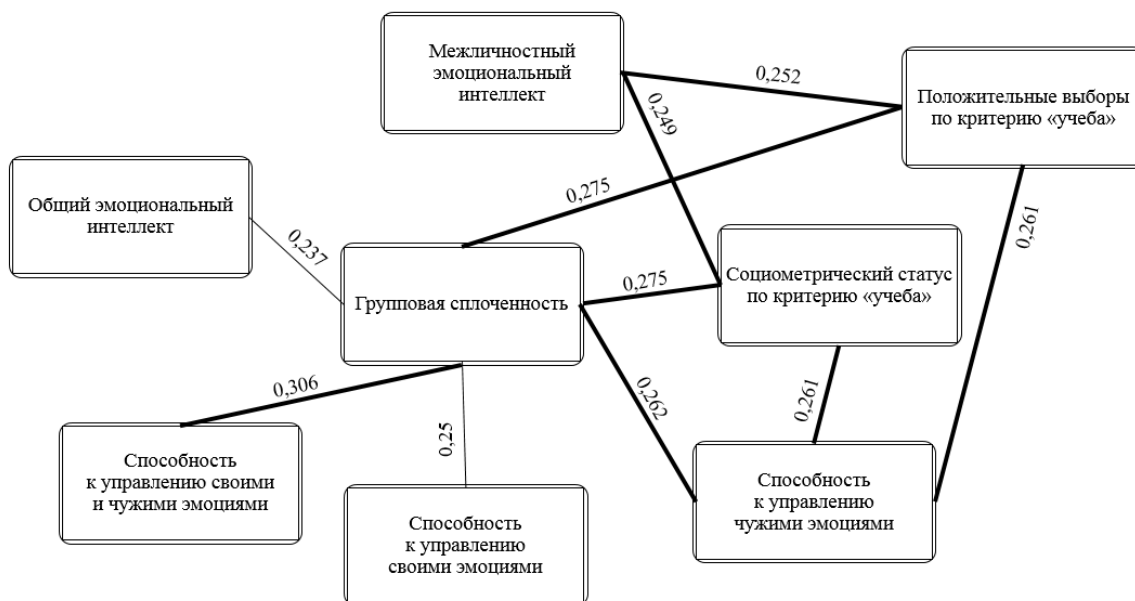 Межличностный
эмоциональный
интеллект
0,252
Положительные выборы
по критерию «учеба»
0,249
Общий эмоциональный
интеллект
0,275
0,261
0,237
Групповая сплоченность
0,275
Социометрический статус
по критерию «учеба»
0,306
0,25
0,262
0,261
Способность
к управлению своими
и чужими эмоциями
Способность
к управлению
своими эмоциями
Способность
к управлению
чужими эмоциями